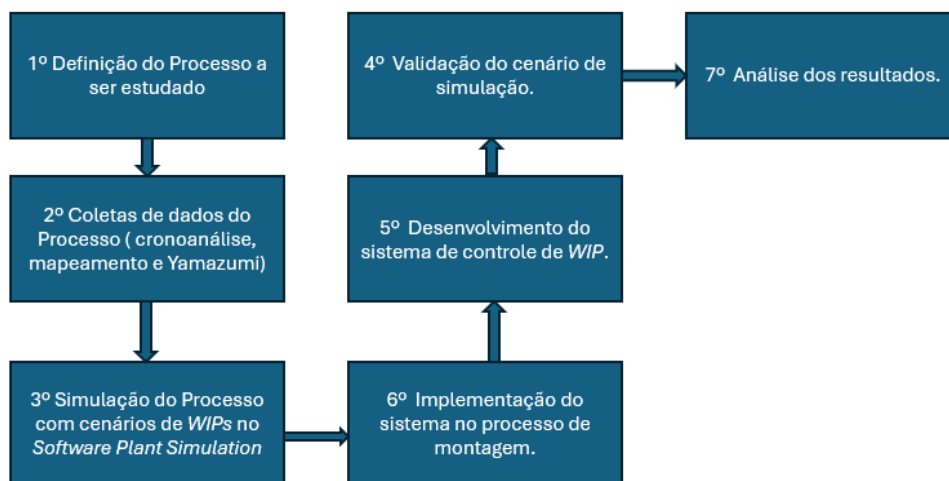 1º Definição do Processo a
ser estudado
2º Coletas de dados do
Processo ( cronoanálise,
mapeamento e Yamazumi)
3º Simulação do Processo
com cenários de WIPs no
Software Plant Simulation
4º Validação do cenário de
simulação.
5º Desenvolvimento do
sistema de controle de WIP.
6º Implementação do
sistema no processo de
montagem.
7º Análise dos resultados.